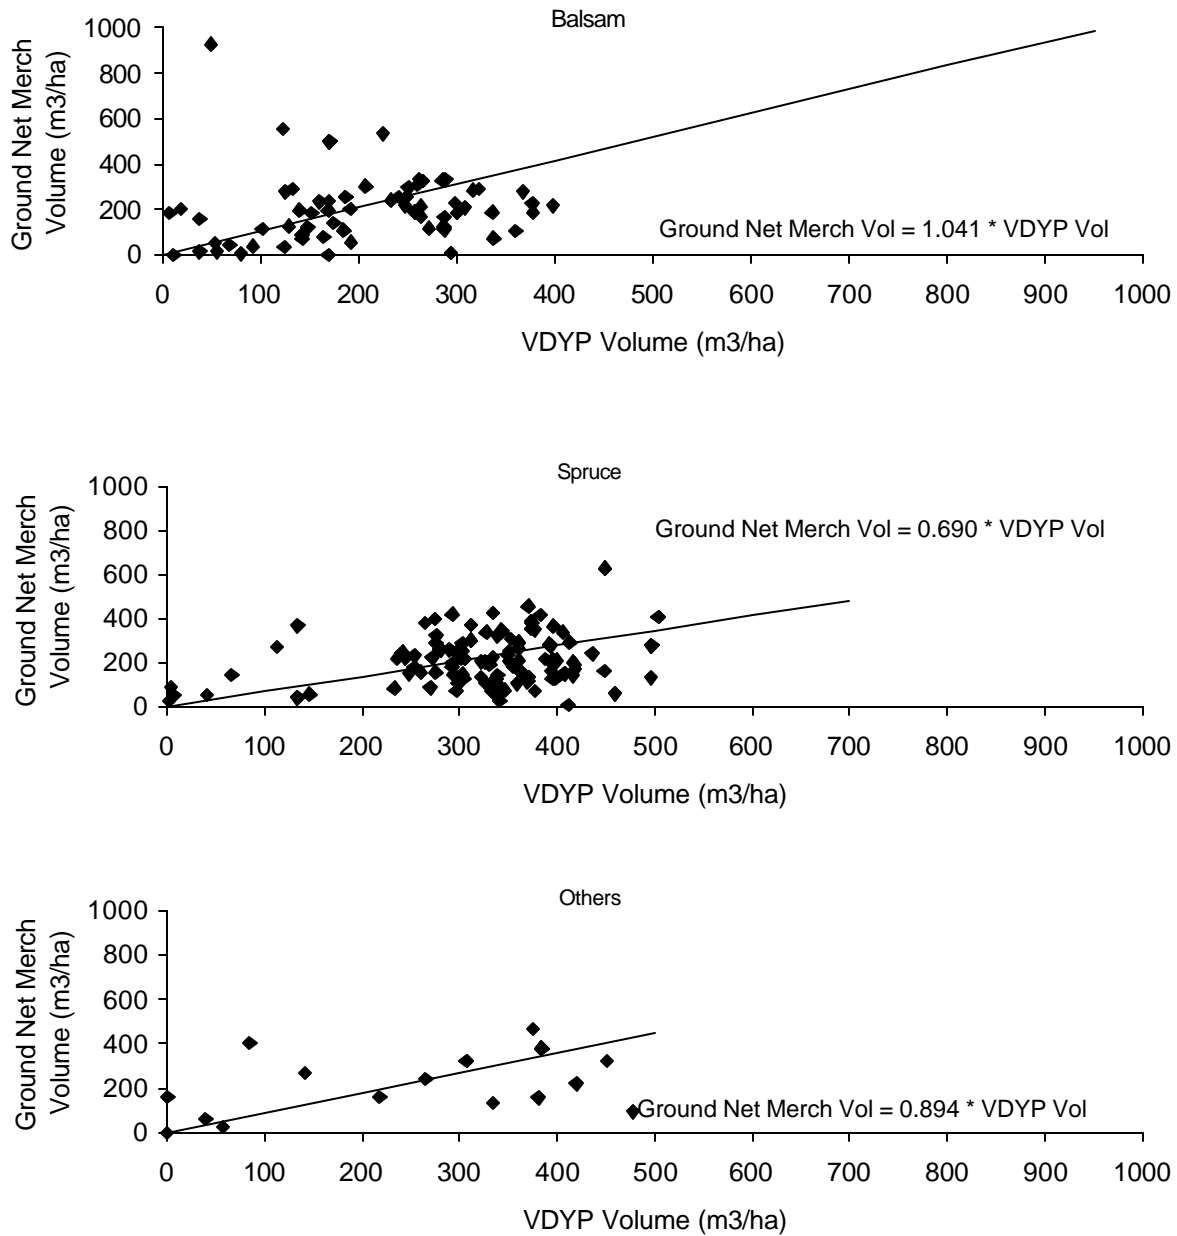 Balsam
Ground Net Merch
Volume (m3/ha)
1000
800
600
400
200
0
Ground Net Merch Vol = 1.041 * VDYP Vol
0 100 200 300 400 500 600 700 800 900 1000
VDYP Volume (m3/ha)
Spruce
Ground Net Merch
Volume (m3/ha)
1000
800
600
400
200
0
Ground Net Merch Vol = 0.690 * VDYP Vol
0 100 200 300 400 500 600 700 800 900 1000
VDYP Volume (m3/ha)
Others
Ground Net Merch
Volume (m3/ha)
1000
800
600
400
200
0
Ground Net Merch Vol = 0.894 * VDYP Vol
0 100 200 300 400 500 600 700 800 900 1000
VDYP Volume (m3/ha)